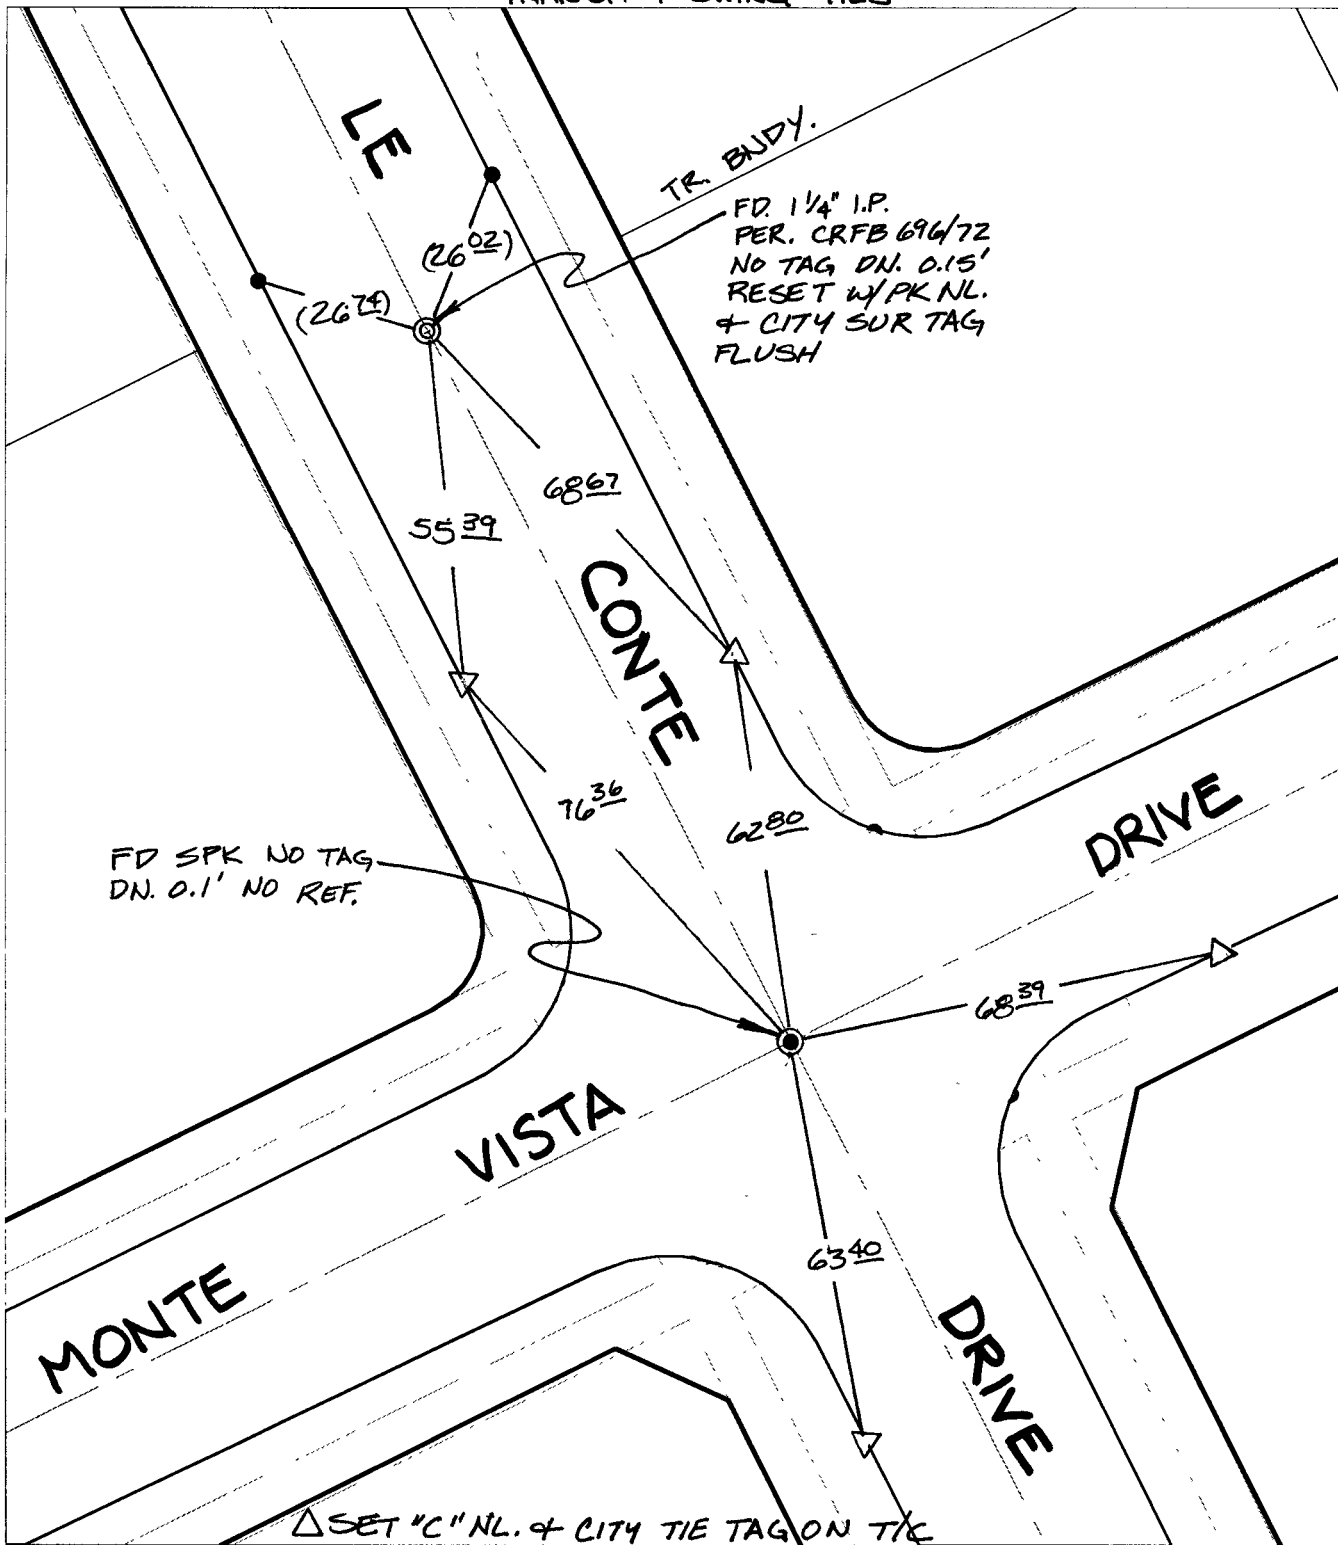 LE
TR. BNDY.
FD. 1 1/4" I.P.
PER. CRFB 696/72
NO TAG DN. 0.15'
RESET W/PK NL.
& CITY SUR TAG
FLUSH
(26 02)
(26 74)
68 67
55 39
CONTE
76 36
62 80
DRIVE
FD SPK NO TAG
DN. 0.1' NO REF.
68 39
VISTA
63 40
MONTE
DRIVE
△ SET "C" NL. & CITY TIE TAG ON T/C